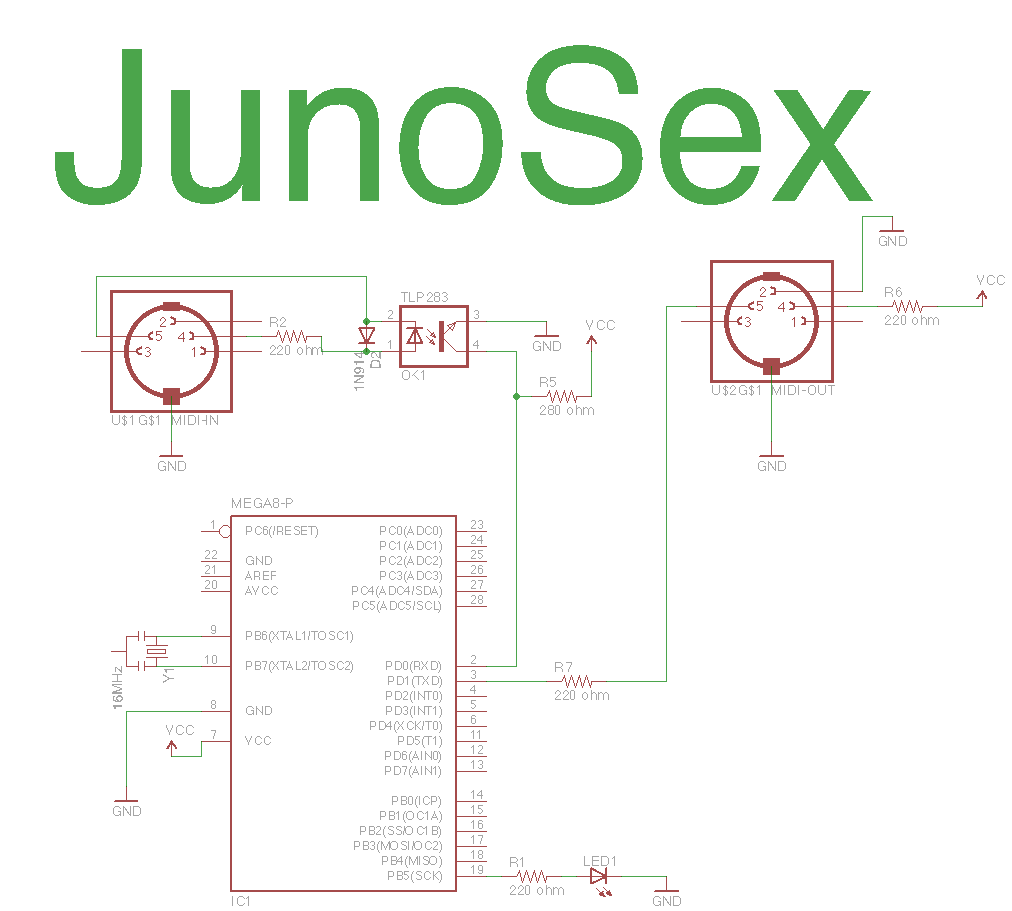 JunoSex
GND
VCC
R6
220 ohm
2
5 4
3 1
U$2G$1 MIDI-OUT
GND
TLP283
2 3
1 4
OK1
1N914
D2
R2
220 ohm
2
5 4
3 1
U$1G$1 MIDI-IN
GND
GND
VCC
R5
280 ohm
MEGA8-P
1 PC6(/RESET) PC0(ADC0) 23
PC1(ADC1) 24
22 GND PC2(ADC2) 25
21 AREF PC3(ADC3) 26
20 AVCC PC4(ADC4/SDA) 27
PC5(ADC5/SCL) 28
9 PB6(XTAL1/TOSC1)
10 PB7(XTAL2/TOSC2) PD0(RXD) 2
PD1(TXD) 3
PD2(INT0) 4
8 GND PD3(INT1) 5
PD4(XCK/T0) 6
7 VCC PD5(T1) 11
PD6(AIN0) 12
PD7(AIN1) 13
PB0(ICP) 14
PB1(OC1A) 15
PB2(SS/OC1B) 16
PB3(MOSI/OC2) 17
PB4(MISO) 18
PB5(SCK) 19
IC1
16MHz
Y1
VCC
GND
R7
220 ohm
R1
220 ohm
LED1
GND